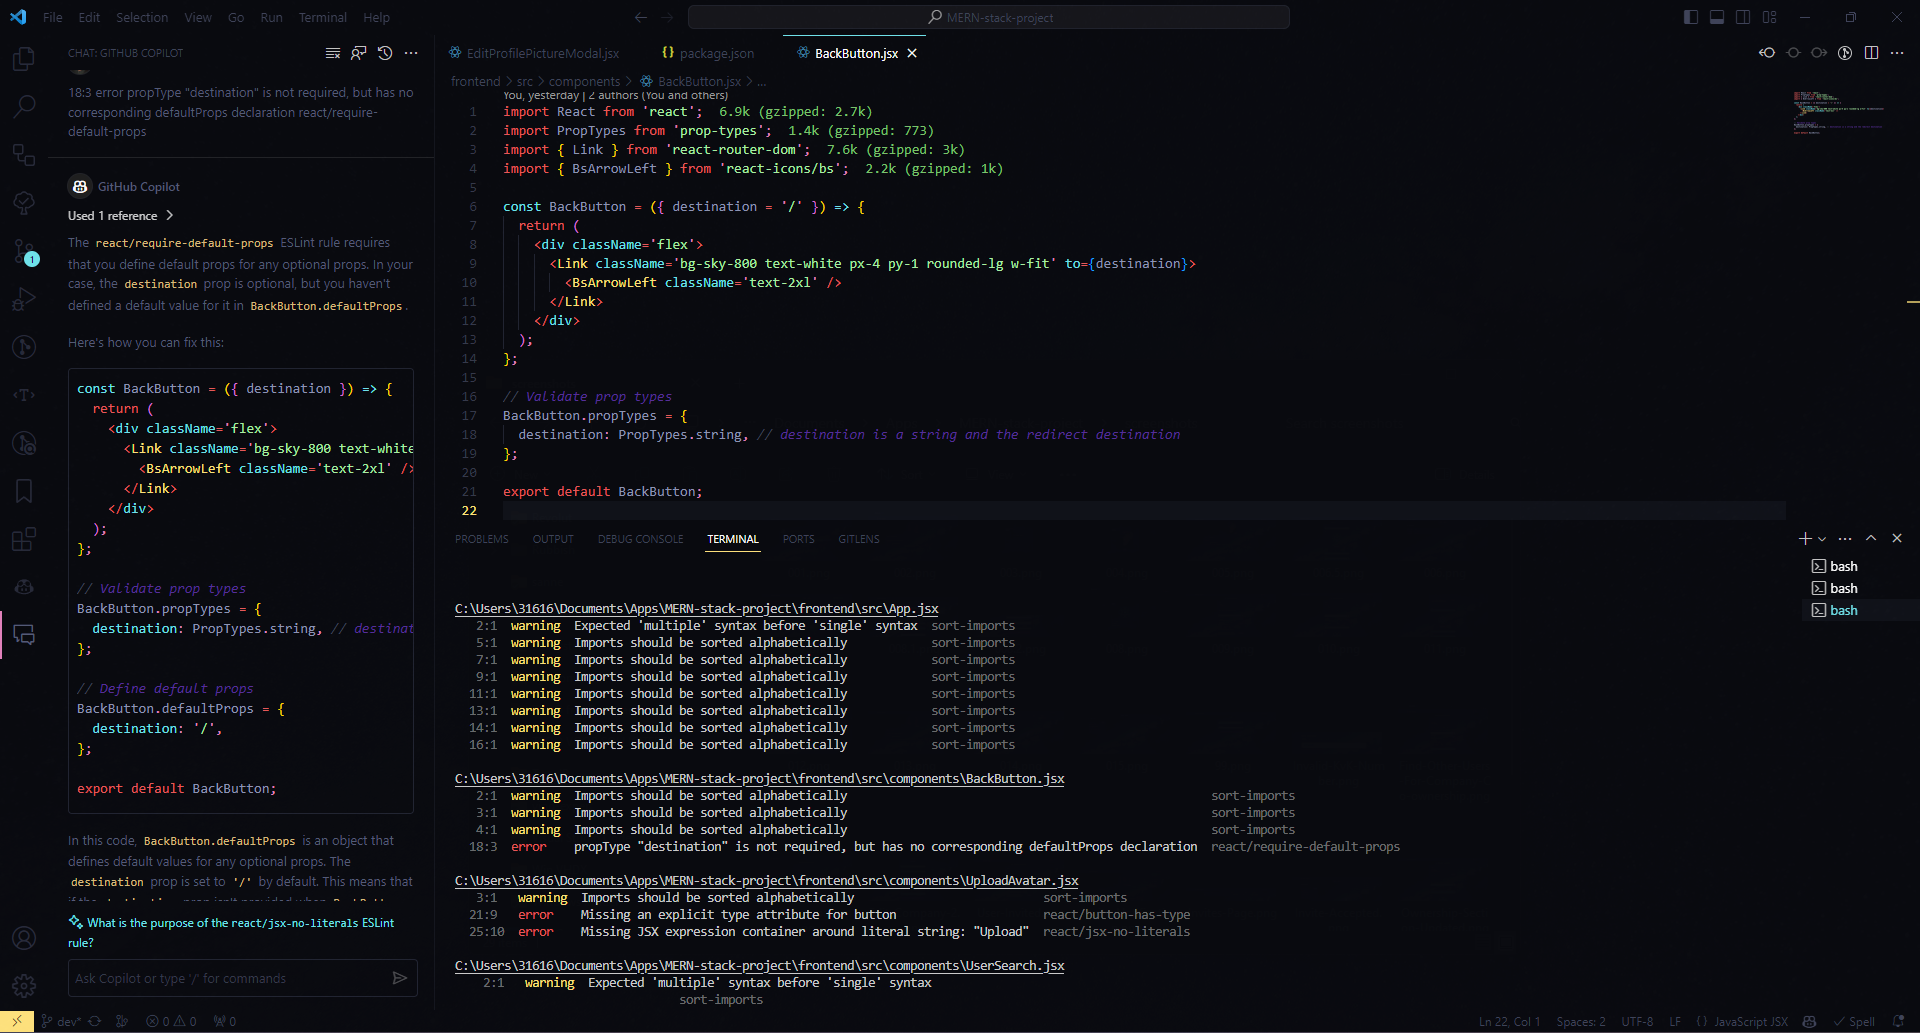 File Edit Selection View Go Run Terminal Help
MERN-stack-project
CHAT: GITHUB COPILOT
18:3 error propType "destination" is not required, but has no
corresponding defaultProps declaration react/require-
default-props
GitHub Copilot
Used 1 reference
The react/require-default-props ESLint rule requires
that you define default props for any optional props. In your
case, the destination prop is optional, but you haven't
defined a default value for it in BackButton.defaultProps.
Here's how you can fix this:
const BackButton = ({ destination }) => {
return (
<div className='flex'>
<Link className='bg-sky-800 text-white
<BsArrowLeft className='text-2xl' />
</Link>
</div>
);
};
// Validate prop types
BackButton.propTypes = {
destination: PropTypes.string, // destinat
};
// Define default props
BackButton.defaultProps = {
destination: '/',
};
export default BackButton;
In this code, BackButton.defaultProps is an object that
defines default values for any optional props. The
destination prop is set to '/' by default. This means that
What is the purpose of the react/jsx-no-literals ESLint
rule?
Ask Copilot or type '/' for commands
EditProfilePictureModal.jsx
package.json
BackButton.jsx
frontend > src > components > BackButton.jsx > ...
You, yesterday | 2 authors (You and others)
1 import React from 'react'; 6.9k (gzipped: 2.7k)
2 import PropTypes from 'prop-types'; 1.4k (gzipped: 773)
3 import { Link } from 'react-router-dom'; 7.6k (gzipped: 3k)
4 import { BsArrowLeft } from 'react-icons/bs'; 2.2k (gzipped: 1k)
5
6 const BackButton = ({ destination = '/' }) => {
7 return (
8 <div className='flex'>
9 <Link className='bg-sky-800 text-white px-4 py-1 rounded-lg w-fit' to={destination}>
10 <BsArrowLeft className='text-2xl' />
11 </Link>
12 </div>
13 );
14 };
15
16 // Validate prop types
17 BackButton.propTypes = {
18 destination: PropTypes.string, // destination is a string and the redirect destination
19 };
20
21 export default BackButton;
22
PROBLEMS OUTPUT DEBUG CONSOLE TERMINAL PORTS GITLENS
bash
bash
bash
C:\Users\31616\Documents\Apps\MERN-stack-project\frontend\src\App.jsx
2:1 warning Expected 'multiple' syntax before 'single' syntax sort-imports
5:1 warning Imports should be sorted alphabetically sort-imports
7:1 warning Imports should be sorted alphabetically sort-imports
9:1 warning Imports should be sorted alphabetically sort-imports
11:1 warning Imports should be sorted alphabetically sort-imports
13:1 warning Imports should be sorted alphabetically sort-imports
14:1 warning Imports should be sorted alphabetically sort-imports
16:1 warning Imports should be sorted alphabetically sort-imports
C:\Users\31616\Documents\Apps\MERN-stack-project\frontend\src\components\BackButton.jsx
2:1 warning Imports should be sorted alphabetically sort-imports
3:1 warning Imports should be sorted alphabetically sort-imports
4:1 warning Imports should be sorted alphabetically sort-imports
18:3 error propType "destination" is not required, but has no corresponding defaultProps declaration react/require-default-props
C:\Users\31616\Documents\Apps\MERN-stack-project\frontend\src\components\UploadAvatar.jsx
3:1 warning Imports should be sorted alphabetically sort-imports
21:9 error Missing an explicit type attribute for button react/button-has-type
25:10 error Missing JSX expression container around literal string: "Upload" react/jsx-no-literals
C:\Users\31616\Documents\Apps\MERN-stack-project\frontend\src\components\UserSearch.jsx
2:1 warning Expected 'multiple' syntax before 'single' syntax
sort-imports
1
dev* 0 0 0
Ln 22, Col 1 Spaces: 2 UTF-8 LF {} JavaScript JSX Spell